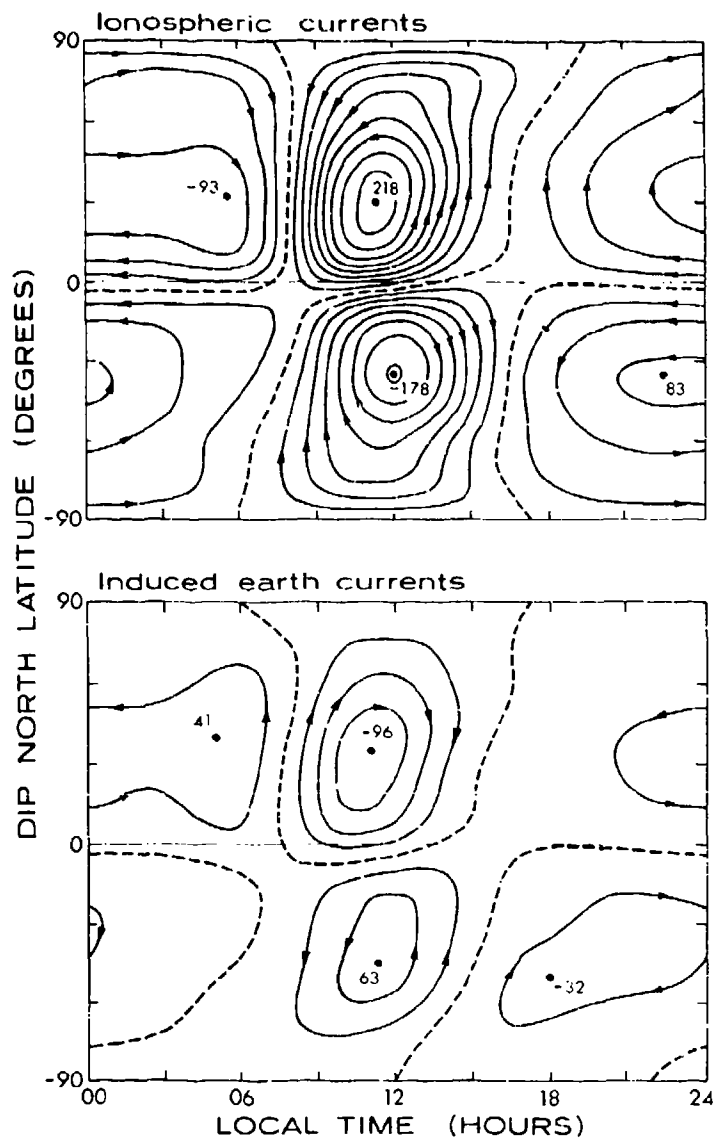 Ionospheric currents
90
-93
218
0
-178
83
-90
DIP NORTH LATITUDE (DEGREES)
Induced earth currents
90
41
-96
0
63
-32
-90
00 06 12 18 24
LOCAL TIME (HOURS)